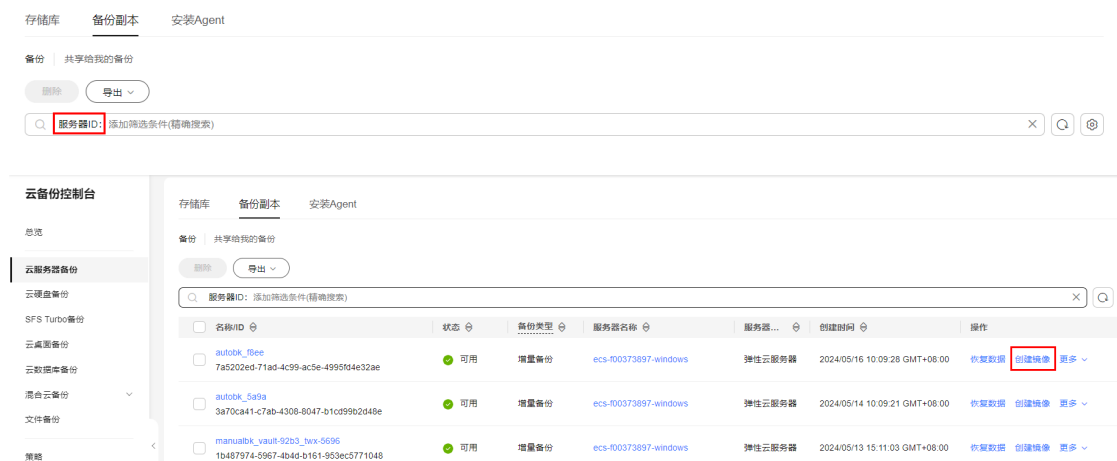 存储库 备份副本 安装Agent
备份 共享给我的备份
删除 导出
服务器ID: 添加筛选条件(精确搜索)
云备份控制台
总览
云服务器备份
云硬盘备份
SFS Turbo备份
云桌面备份
云数据库备份
混合云备份
文件备份
策略
存储库 备份副本 安装Agent
备份 共享给我的备份
删除 导出
服务器ID: 添加筛选条件(精确搜索)
名称/ID 状态 备份类型 服务器名称 服务器... 创建时间 操作
autobk_f8ee
7a5202ed-71ad-4c99-ac5e-4995fd4e32ae
可用 增量备份 ecs-f00373897-windows 弹性云服务器 2024/05/16 10:09:28 GMT+08:00 恢复数据 创建镜像 更多
autobk_5a9a
3a70ca41-c7ab-4308-8047-b1cd99b2d48e
可用 增量备份 ecs-f00373897-windows 弹性云服务器 2024/05/14 10:09:21 GMT+08:00 恢复数据 创建镜像 更多
manualbk_vault-92b3_twx-5696
1b487974-5967-4b4d-b161-953ec5771048
可用 增量备份 ecs-f00373897-windows 弹性云服务器 2024/05/13 15:11:03 GMT+08:00 恢复数据 创建镜像 更多